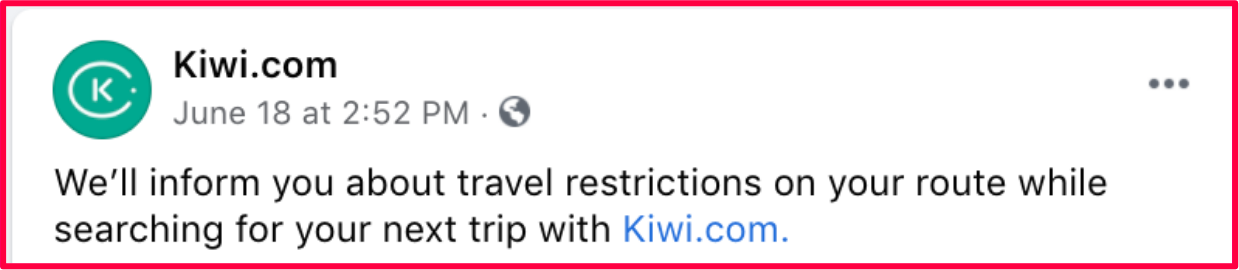 K
Kiwi.com
June 18 at 2:52 PM ·
We’ll inform you about travel restrictions on your route while
searching for your next trip with Kiwi.com.